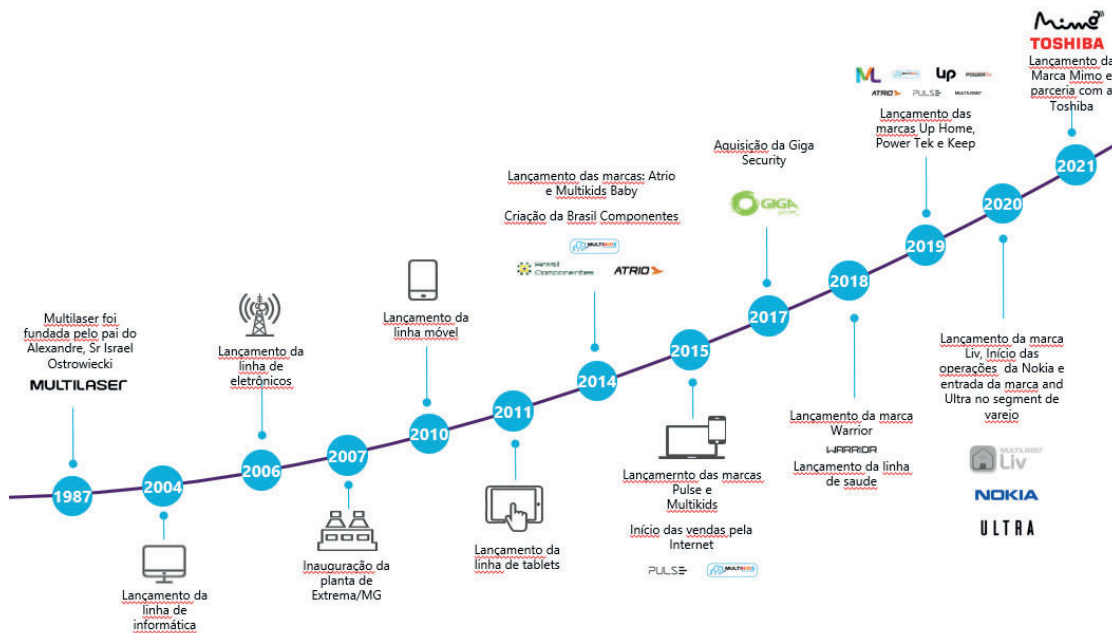 Multilaser foi
fundada pelo pai do
Alexandre, Sr Israel
Ostrowiecki
MULTILASER
1987
2004
Lançamento da
linha de
informática
Lançamento da
linha de
eletrônicos
2006
2007
Inauguração da
planta de
Extrema/MG
Lançamento da
linha móvel
2010
2011
Lançamento da
linha de tablets
Lançamento das marcas: Atrio
e Multikids Baby
Criação da Brasil Componentes
MULTIKIDS
Brasil
Componentes
ATRIO
2014
2015
Lançamernto das marcas
Pulse e
Multikids
Início das vendas pela
Internet
PULSE
MULTIKIDS
Aquisição da Giga
Security
GIGA
2017
2018
Lançamento da marca
Warrior
WARRIOR
Lançamento da linha
de saude
ML
up
ATRIO
PULSE
MULTILASER
Lançamento das
marcas Up Home,
Power Tek e Keep
2019
2020
Lançamento da marca
Liv, Início das
operações da Nokia e
entrada da marca and
Ultra no segment de
varejo
MULTILASER
Liv
NOKIA
ULTRA
Mimo
TOSHIBA
Lançamento da
Marca Mimo e
parceria com a
Toshiba
2021